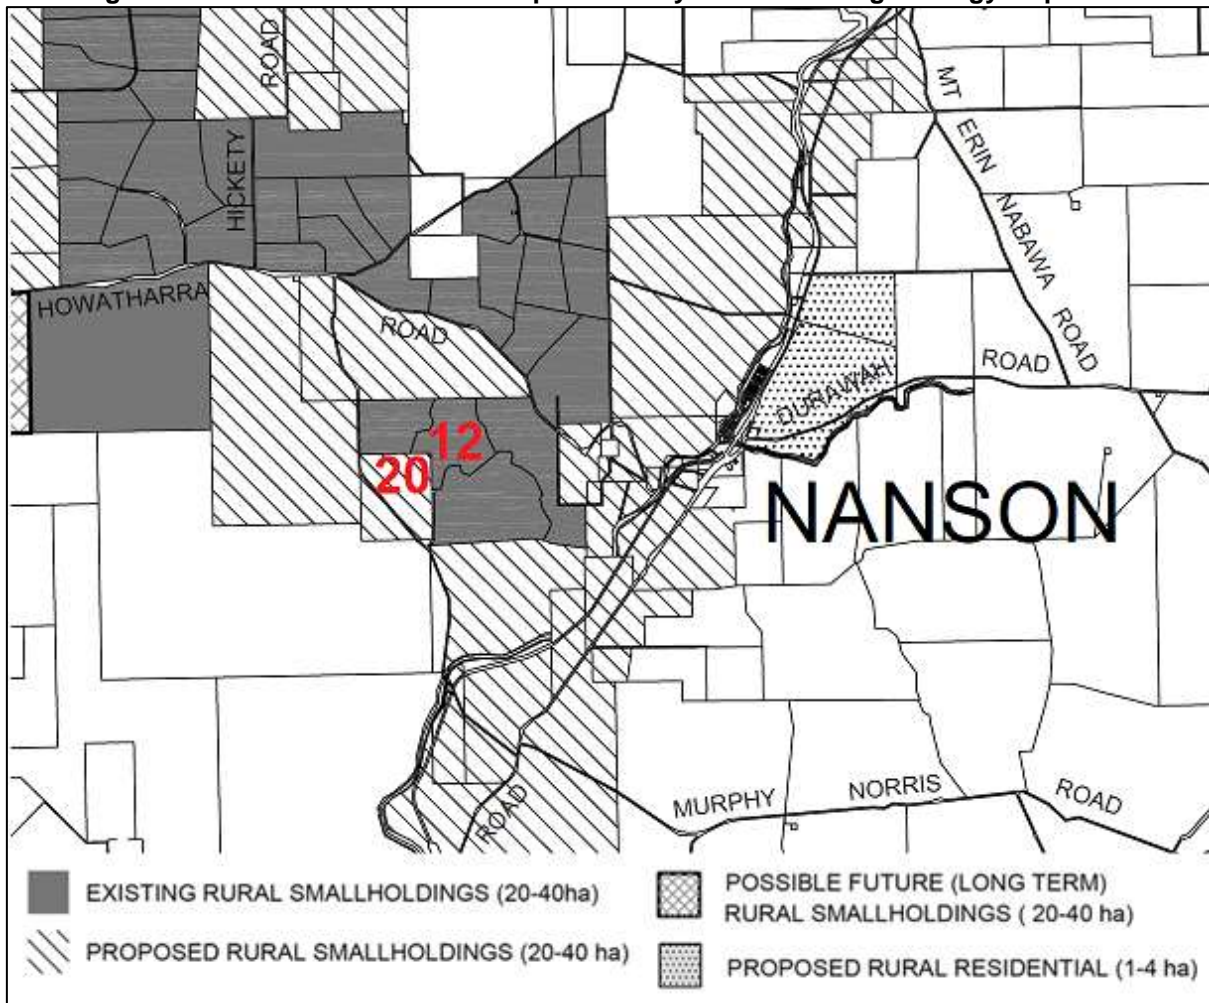 ROAD
MT
ERIN
NABAWA
ROAD
HICKETY
HOWATHARRA
ROAD
ROAD
DURAWAH
12
20
NANSON
MURPHY
NORRIS
ROAD
ROAD
EXISTING RURAL SMALLHOLDINGS (20-40ha)
PROPOSED RURAL SMALLHOLDINGS (20-40 ha)
POSSIBLE FUTURE (LONG TERM)
RURAL SMALLHOLDINGS ( 20-40 ha)
PROPOSED RURAL RESIDENTIAL (1-4 ha)